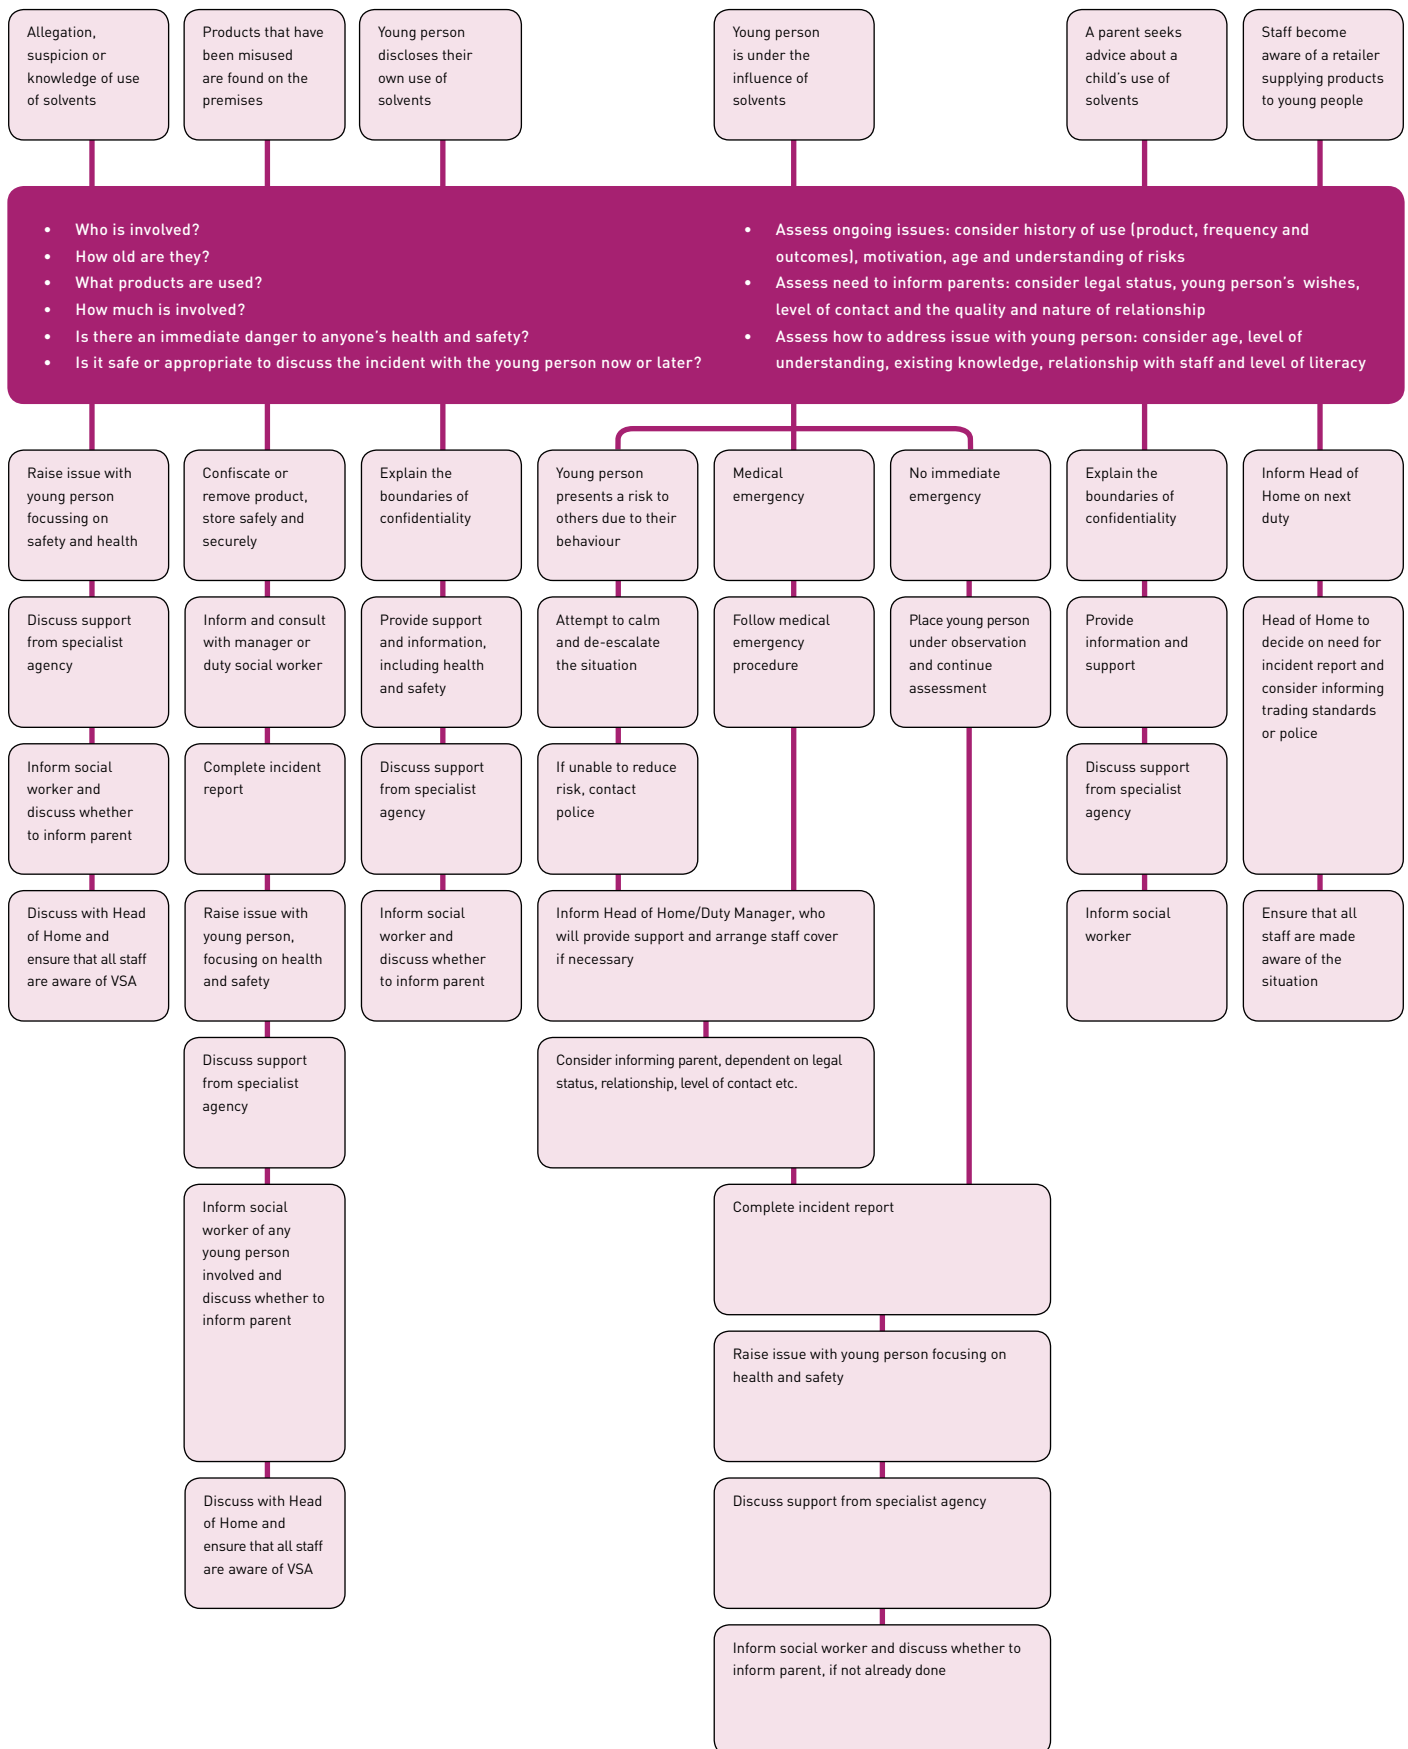 Allegation,
suspicion or
knowledge of use
of solvents
Products that have
been misused
are found on the
premises
Young person
discloses their
own use of
solvents
Young person
is under the
influence of
solvents
A parent seeks
advice about a
child's use of
solvents
Staff become
aware of a retailer
supplying products
to young people
• Who is involved?
• How old are they?
• What products are used?
• How much is involved?
• Is there an immediate danger to anyone's health and safety?
• Is it safe or appropriate to discuss the incident with the young person now or later?
• Assess ongoing issues: consider history of use (product, frequency and
outcomes), motivation, age and understanding of risks
• Assess need to inform parents: consider legal status, young person's wishes,
level of contact and the quality and nature of relationship
• Assess how to address issue with young person: consider age, level of
understanding, existing knowledge, relationship with staff and level of literacy
Raise issue with
young person
focussing on
safety and health
Confiscate or
remove product,
store safely and
securely
Explain the
boundaries of
confidentiality
Young person
presents a risk to
others due to their
behaviour
Medical
emergency
No immediate
emergency
Explain the
boundaries of
confidentiality
Inform Head of
Home on next
duty
Discuss support
from specialist
agency
Inform and consult
with manager or
duty social worker
Provide support
and information,
including health
and safety
Attempt to calm
and de-escalate
the situation
Follow medical
emergency
procedure
Place young person
under observation
and continue
assessment
Provide
information and
support
Head of Home to
decide on need for
incident report and
consider informing
trading standards
or police
Inform social
worker and
discuss whether
to inform parent
Complete incident
report
Discuss support
from specialist
agency
If unable to reduce
risk, contact
police
Discuss support
from specialist
agency
Discuss with Head
of Home and
ensure that all staff
are aware of VSA
Raise issue with
young person,
focusing on health
and safety
Inform social
worker and
discuss whether
to inform parent
Inform Head of Home/Duty Manager, who
will provide support and arrange staff cover
if necessary
Inform social
worker
Ensure that all
staff are made
aware of the
situation
Discuss support
from specialist
agency
Consider informing parent, dependent on legal
status, relationship, level of contact etc.
Inform social
worker of any
young person
involved and
discuss whether to
inform parent
Complete incident report
Raise issue with young person focusing on
health and safety
Discuss with Head
of Home and
ensure that all staff
are aware of VSA
Discuss support from specialist agency
Inform social worker and discuss whether to
inform parent, if not already done